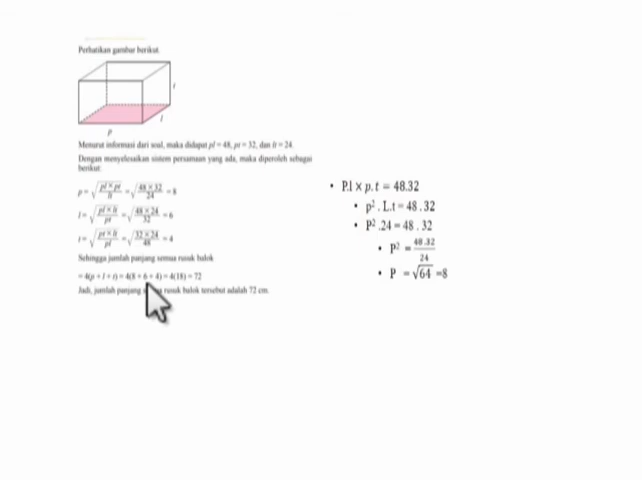 Perhatikan gambar berikut.
t
l
p
Menurut informasi dari soal, maka didapat pl = 48, pt = 32, dan lt = 24.
Dengan menyelesaikan sistem persamaan yang ada, maka diperoleh sebagai
berikut:
p = √(pl × pt / lt) = √(48 × 32 / 24) = 8
l = √(pl × lt / pt) = √(48 × 24 / 32) = 6
t = √(pt × lt / pl) = √(32 × 24 / 48) = 4
Sehingga jumlah panjang semua rusuk balok
= 4(p + l + t) = 4(8 + 6 + 4) = 4(18) = 72
Jadi, jumlah panjang rusuk balok tersebut adalah 72 cm.
• P.l × p.t = 48.32
• p² . L.t = 48 . 32
• P² .24 = 48 . 32
• P² = 48 .32 / 24
• P = √64 =8